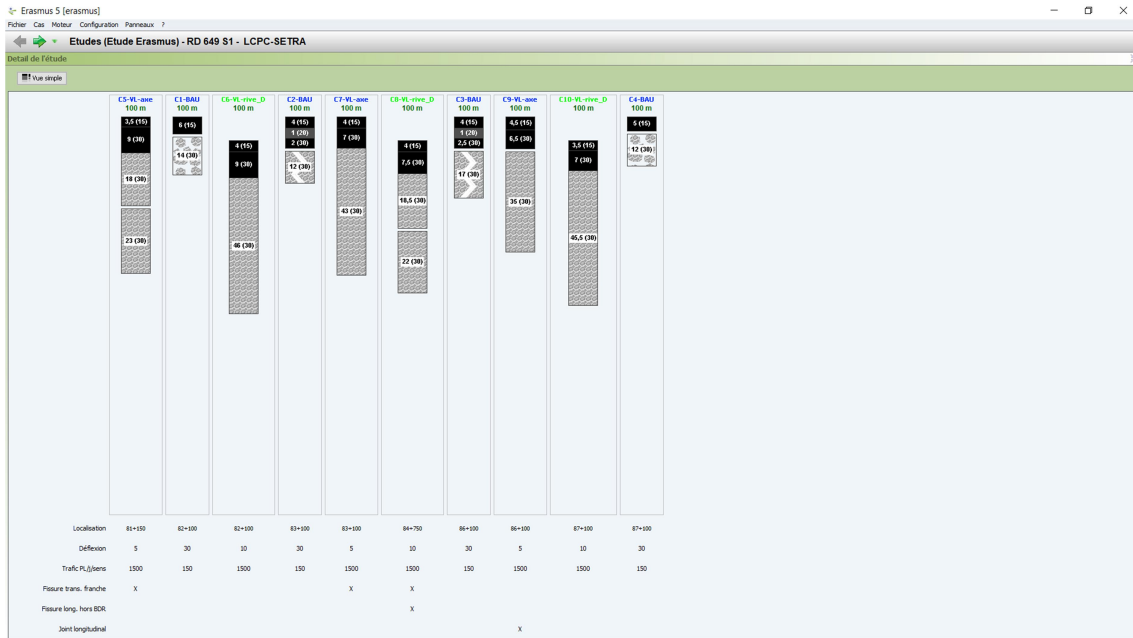 Erasmus 5 [erasmus]
Fichier Cas Moteur Configuration Panneaux ?
Etudes (Etude Erasmus) - RD 649 S1 - LCPC-SETRA
Detail de l'étude
Vue simple
C5-VL-axe C1-BAU C6-VL-rive_D C2-BAU C7-VL-axe C8-VL-rive_D C3-BAU C9-VL-axe C10-VL-rive_D C4-BAU
100 m 100 m 100 m 100 m 100 m 100 m 100 m 100 m 100 m 100 m
3,5 (15) 6 (15) 4 (15) 4 (15) 4 (15) 4,5 (15) 5 (15)
1 (20) 1 (20)
9 (30) 7 (30) 6,5 (30)
2 (30) 2,5 (30)
4 (15) 4 (15) 3,5 (15)
14 (30) 12 (30)
9 (30) 12 (30) 7,5 (30) 7 (30)
18 (30) 17 (30)
18,5 (30) 35 (30)
43 (30)
23 (30) 46 (30) 45,5 (30)
22 (30)
Localisation 81+150 82+100 82+100 83+100 83+100 84+750 86+100 86+100 87+100 87+100
Déflexion 5 30 10 30 5 10 30 5 10 30
Trafic PL/j/sens 1500 150 1500 150 1500 1500 150 1500 1500 150
Fissure trans. franche X X X
Fissure long. hors BDR X
Joint longitudinal X